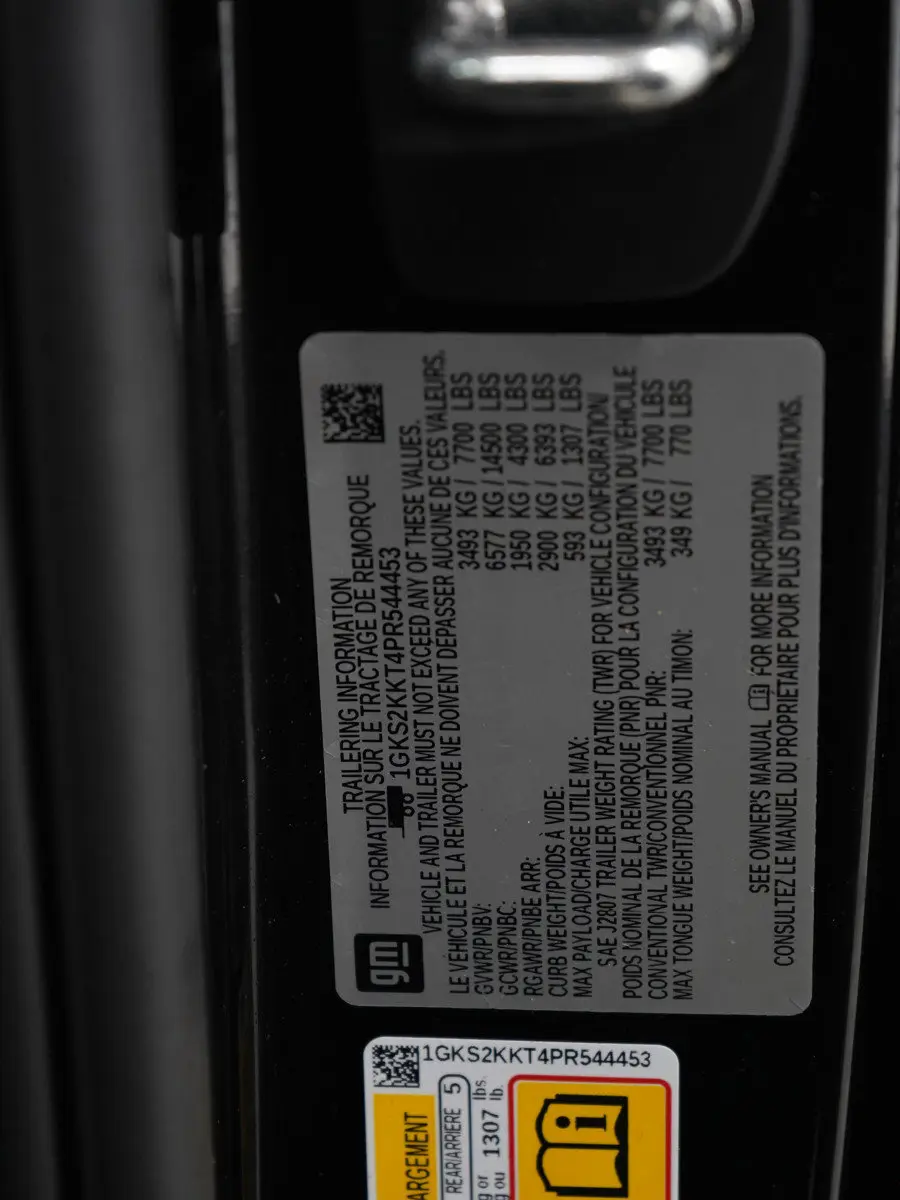 gm
TRAILERING INFORMATION
INFORMATION SUR LE TRACTAGE DE REMORQUE
1GKS2KKT4PR544453
VEHICLE AND TRAILER MUST NOT EXCEED ANY OF THESE VALUES.
LE VEHICULE ET LA REMORQUE NE DOIVENT DEPASSER AUCUNE DE CES VALEURS.
GVWR/PNBV: 3493 KG / 7700 LBS
GCWR/PNBC: 6577 KG / 14500 LBS
RGAWR/PNBE ARR: 1950 KG / 4300 LBS
CURB WEIGHT/POIDS À VIDE: 2900 KG / 6393 LBS
MAX PAYLOAD/CHARGE UTILE MAX: 593 KG / 1307 LBS
SAE J2807 TRAILER WEIGHT RATING (TWR) FOR VEHICLE CONFIGURATION/
POIDS NOMINAL DE LA REMORQUE (PNR) POUR LA CONFIGURATION DU VEHICULE
CONVENTIONAL TWR/CONVENTIONNEL PNR: 3493 KG / 7700 LBS
MAX TONGUE WEIGHT/POIDS NOMINAL AU TIMON: 349 KG / 770 LBS
SEE OWNER'S MANUAL FOR MORE INFORMATION
CONSULTEZ LE MANUEL DU PROPRIETAIRE POUR PLUS D'INFORMATIONS.
1GKS2KKT4PR544453
ARGEMENT
REAR/ARRIERE 5
g or 1307 lbs.
g ou lb.